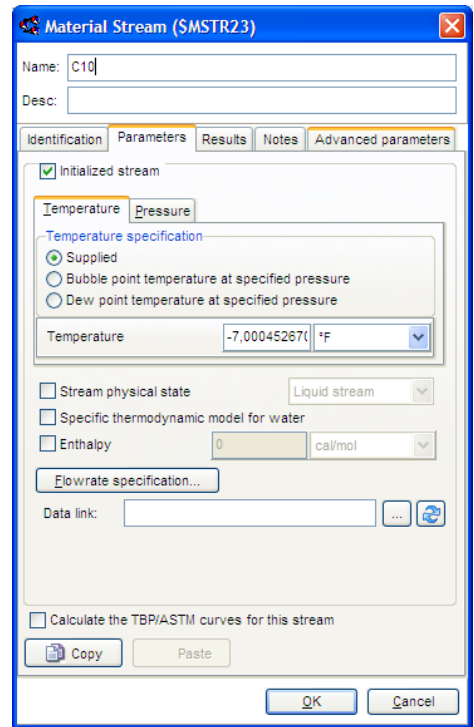 Material Stream ($MSTR23)
Name: C10
Desc:
Identification Parameters Results Notes Advanced parameters
Initialized stream
Temperature Pressure
Temperature specification
Supplied
Bubble point temperature at specified pressure
Dew point temperature at specified pressure
Temperature -7,000452670 °F
Stream physical state Liquid stream
Specific thermodynamic model for water
Enthalpy 0 cal/mol
Flowrate specification...
Data link: ...
Calculate the TBP/ASTM curves for this stream
Copy Paste
OK Cancel